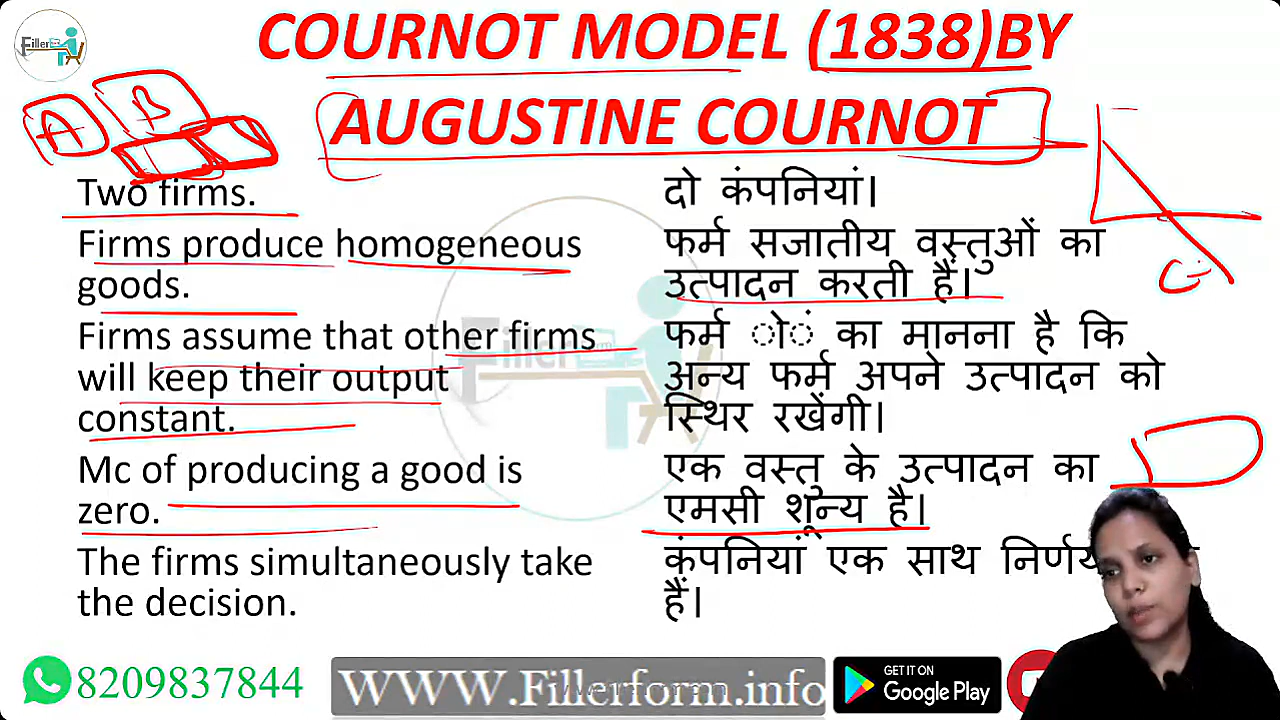 Filler
COURNOT MODEL (1838)BY
AUGUSTINE COURNOT
A
B
Two firms.
Firms produce homogeneous
goods.
Firms assume that other firms
will keep their output
constant.
Mc of producing a good is
zero.
The firms simultaneously take
the decision.
दो कंपनियां।
फर्म सजातीय वस्तुओं का
उत्पादन करती हैं।
फर्म ों का मानना है कि
अन्य फर्म अपने उत्पादन को
स्थिर रखेंगी।
एक वस्तु के उत्पादन का
एमसी शून्य है।
कंपनियां एक साथ निर्णय
हैं।
8209837844
WWW.Fillerform.info
GET IT ON
Google Play